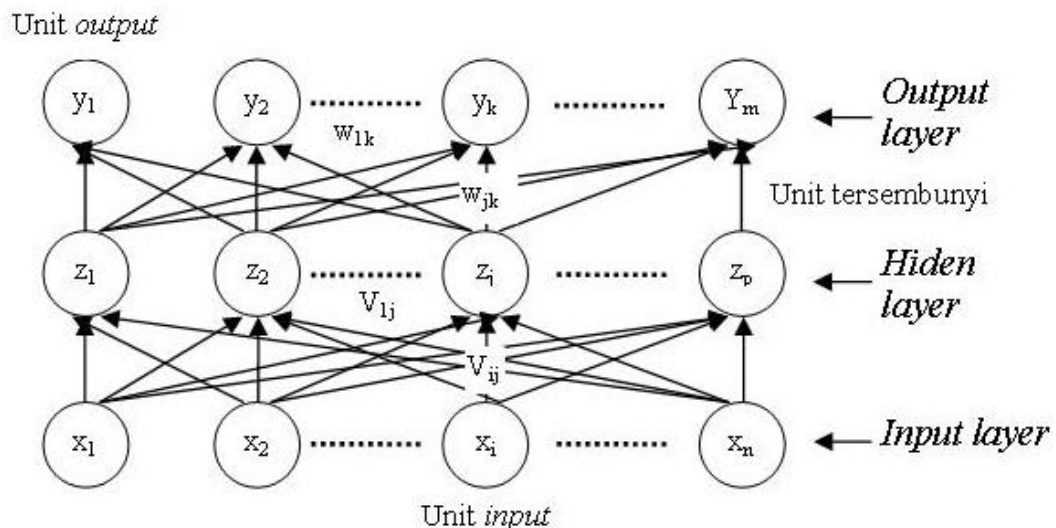 Unit output
y1 y2 yk Ym
Output layer
w1k
wjk
Unit tersembunyi
z1 z2 zj zp
Hiden layer
V1j
Vij
x1 x2 xi xn
Input layer
Unit input